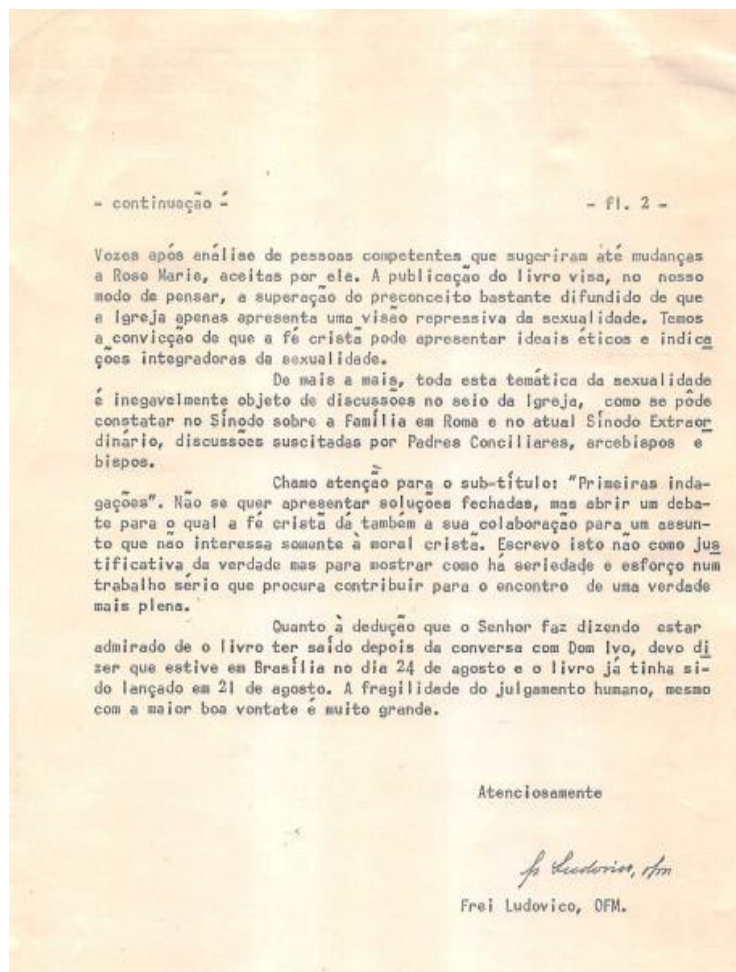 - continuação -
- fl. 2 -
Vozes após análise de pessoas competentes que sugeriram até mudanças
a Rose Marie, aceitas por ela. A publicação do livro visa, no nosso
modo de pensar, a superação do preconceito bastante difundido de que
a Igreja apenas apresenta uma visão repressiva da sexualidade. Temos
a convicção de que a fé cristã pode apresentar ideais éticos e indica
ções integradoras da sexualidade.
De mais a mais, toda esta temática da sexualidade
é inegavelmente objeto de discussões no seio da Igreja, como se pôde
constatar no Sínodo sobre a Família em Roma e no atual Sínodo Extraor
dinário, discussões suscitadas por Padres Conciliares, arcebispos e
bispos.
Chamo atenção para o sub-título: "Primeiras inda-
gações". Não se quer apresentar soluções fechadas, mas abrir um deba-
te para o qual a fé cristã dá também a sua colaboração para um assun-
to que não interessa somente à moral cristã. Escrevo isto não como jus
tificativa da verdade mas para mostrar como há seriedade e esforço num
trabalho sério que procura contribuir para o encontro de uma verdade
mais plena.
Quanto à dedução que o Senhor faz dizendo estar
admirado de o livro ter saído depois da conversa com Dom Ivo, devo di
zer que estive em Brasília no dia 24 de agosto e o livro já tinha si-
do lançado em 21 de agosto. A fragilidade do julgamento humano, mesmo
com a maior boa vontate é muito grande.
Atenciosamente
fr Ludovico, ofm
Frei Ludovico, OFM.